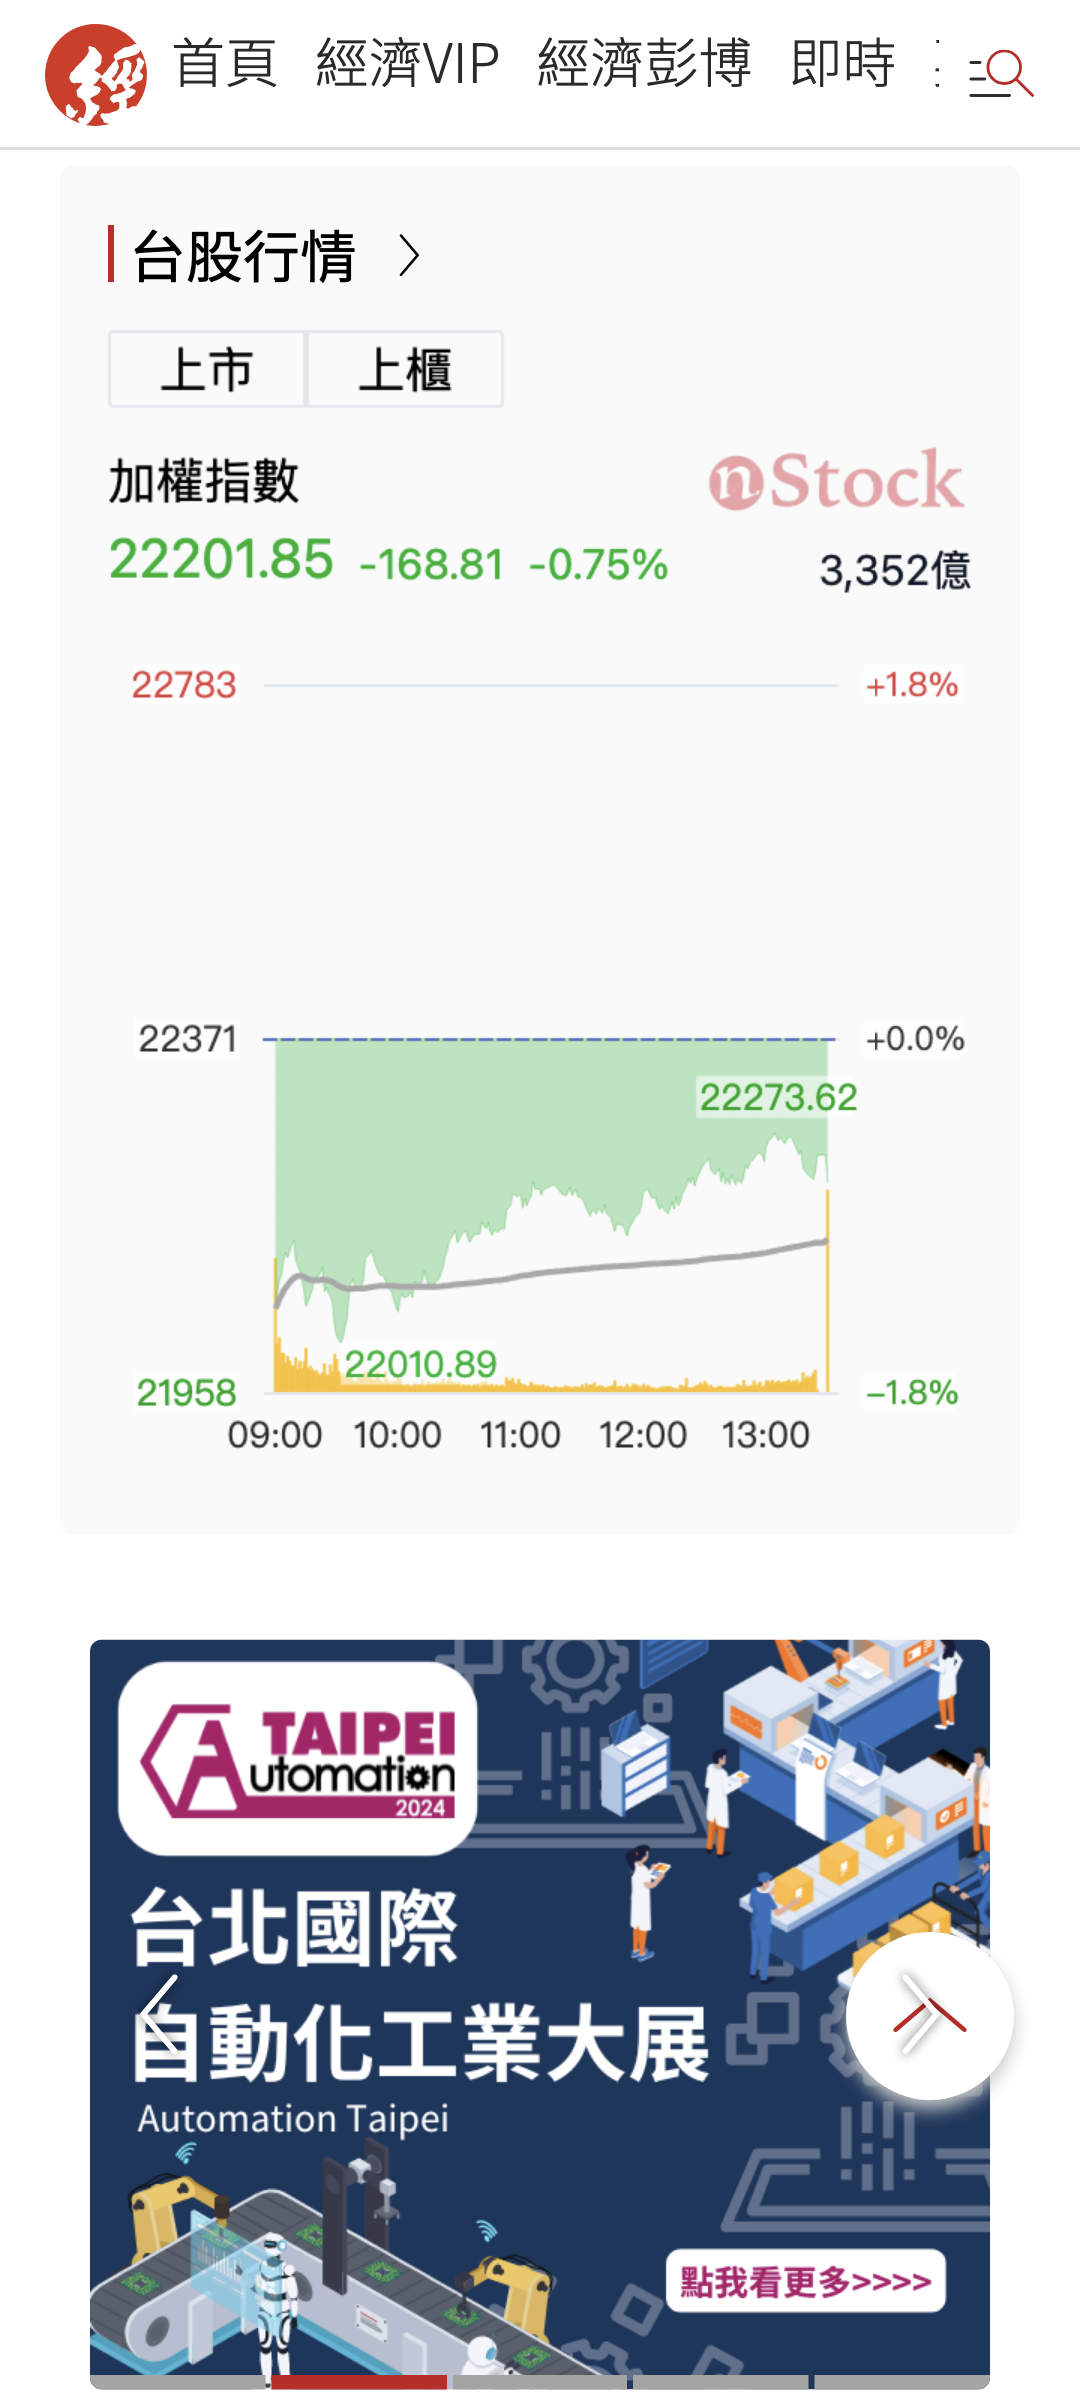 經 首頁 經濟VIP 經濟彭博 即時
台股行情
上市 上櫃
加權指數 nStock
22201.85 -168.81 -0.75% 3,352億
22783 +1.8%
22371 +0.0%
22273.62
22010.89
21958 -1.8%
09:00 10:00 11:00 12:00 13:00
TAIPEI
Automation
2024
台北國際
自動化工業大展
Automation Taipei
點我看更多>>>>